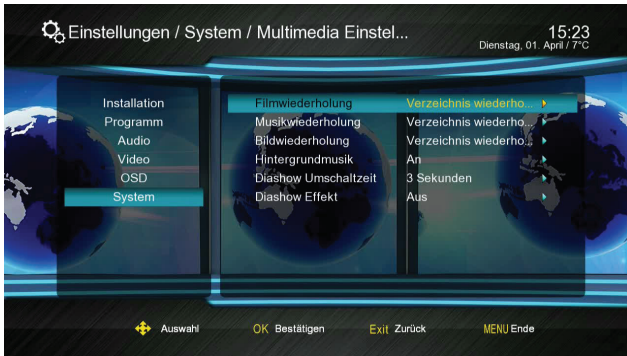 Einstellungen / System / Multimedia Einstel...
15:23
Dienstag, 01. April / 7°C
Installation
Programm
Audio
Video
OSD
System
Filmwiederholung Verzeichnis wiederho...
Musikwiederholung Verzeichnis wiederho...
Bildwiederholung Verzeichnis wiederho...
Hintergrundmusik An
Diashow Umschaltzeit 3 Sekunden
Diashow Effekt Aus
Auswahl OK Bestätigen Exit Zurück MENU Ende